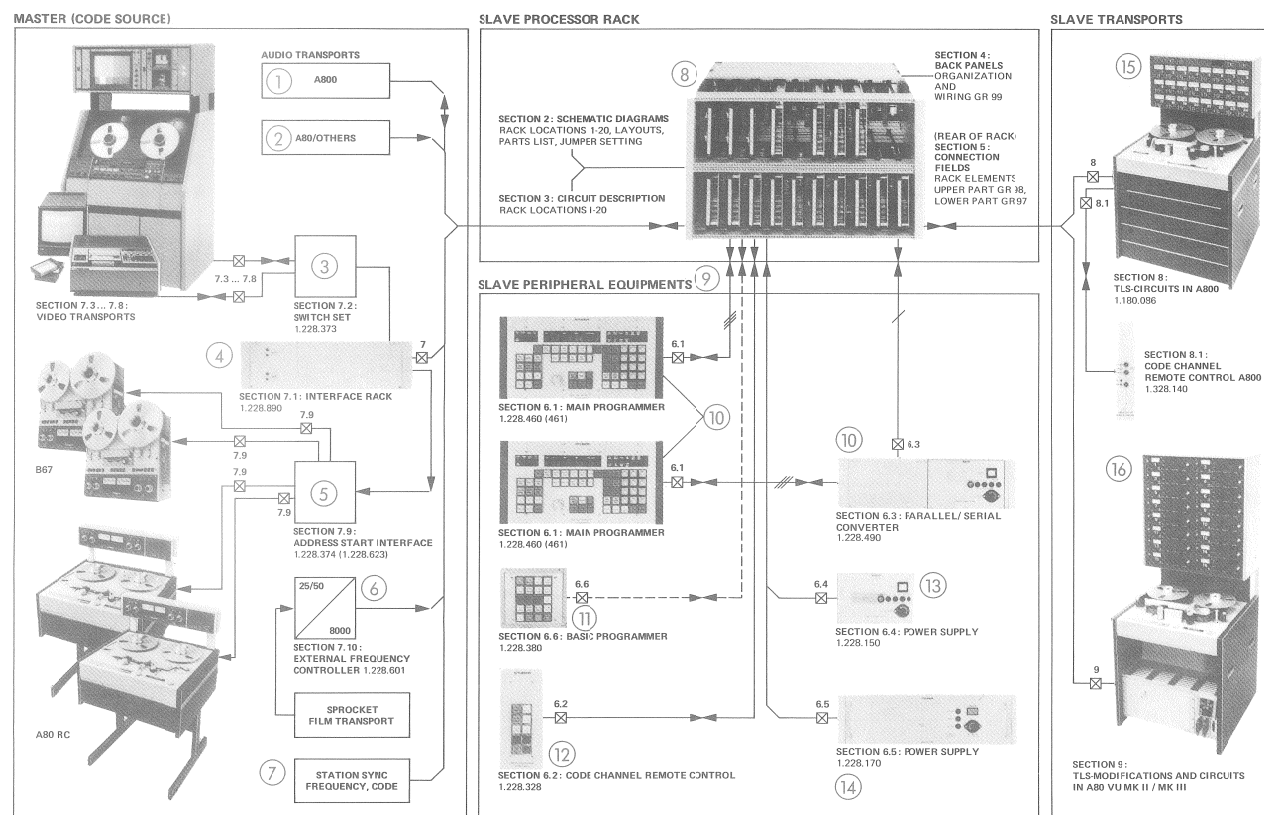 MASTER (CODE SOURCE)
AUDIO TRANSPORTS
1
A800
2
A80/OTHERS
3
7.3 ... 7.8
SECTION 7.3 ... 7.8 :
VIDEO TRANSPORTS
SECTION 7.2 :
SWITCH SET
1.228.373
4
7
SECTION 7.1 : INTERFACE RACK
1.228.890
7.9
7.9
B67
7.9
7.9
5
SECTION 7.9 :
ADDRESS START INTERFACE
1.228.374 (1.228.623)
25/50
8000
6
SECTION 7.10 :
EXTERNAL FREQUENCY
CONTROLLER 1.228.601
SPROCKET
FILM TRANSPORT
A80 RC
7
STATION SYNC
FREQUENCY, CODE
SLAVE PROCESSOR RACK
8
SECTION 4 :
BACK PANELS
ORGANIZATION
AND
WIRING GR 99
SECTION 2 : SCHEMATIC DIAGRAMS
RACK LOCATIONS 1-20, LAYOUTS,
PARTS LIST, JUMPER SETTING
SECTION 3 : CIRCUIT DESCRIPTION
RACK LOCATIONS I-20
(REAR OF RACK)
SECTION 5 :
CONNECTION
FIELDS
RACK ELEMENTS
UPPER PART GR 98,
LOWER PART GR97
SLAVE PERIPHERAL EQUIPMENTS
9
6.1
SECTION 6.1 : MAIN PROGRAMMER
1.228.460 (461)
10
6.1
SECTION 6.1 : MAIN PROGRAMMER
1.228.460 (461)
10
6.3
SECTION 6.3 : PARALLEL/ SERIAL
CONVERTER
1.228.490
6.6
11
SECTION 6.6 : BASIC PROGRAMMER
1.228.380
6.4
13
SECTION 6.4 : POWER SUPPLY
1.228.150
6.2
12
SECTION 6.2 : CODE CHANNEL REMOTE CONTROL
1.228.328
6.5
SECTION 6.5 : POWER SUPPLY
1.228.170
14
SLAVE TRANSPORTS
15
8
8.1
SECTION 8 :
TLS-CIRCUITS IN A800
1.180.086
SECTION 8.1 :
CODE CHANNEL
REMOTE CONTROL A800
1.328.140
16
9
SECTION 9 :
TLS-MODIFICATIONS AND CIRCUITS
IN A80 VU MK II / MK III